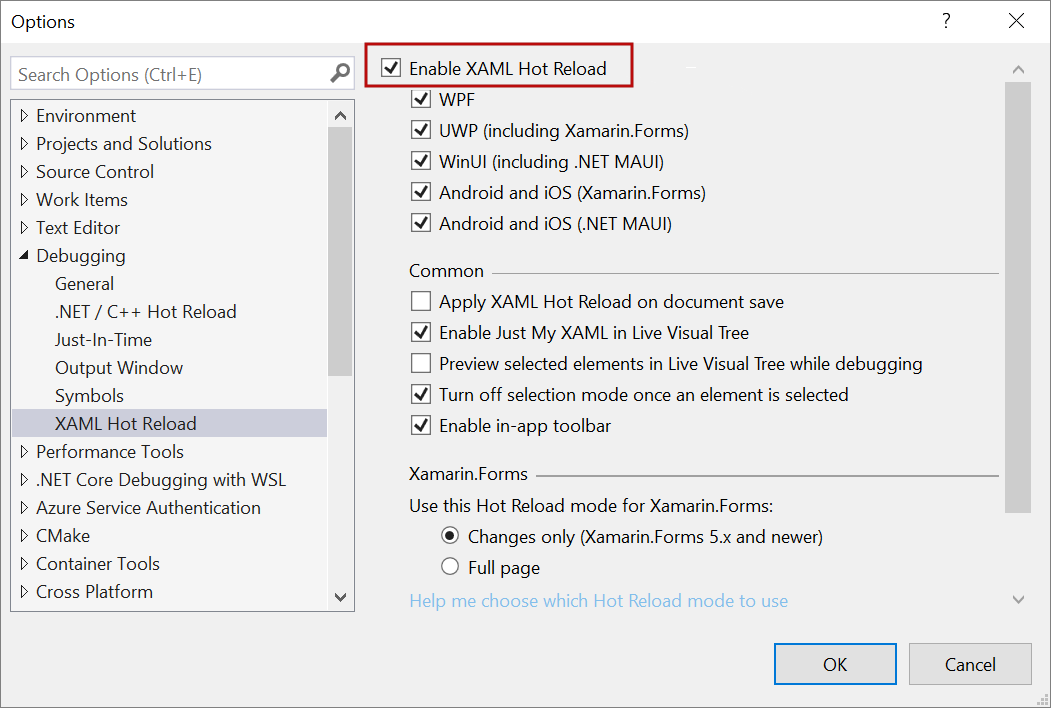 Options
?
Search Options (Ctrl+E)
Environment
Projects and Solutions
Source Control
Work Items
Text Editor
Debugging
General
.NET / C++ Hot Reload
Just-In-Time
Output Window
Symbols
XAML Hot Reload
Performance Tools
.NET Core Debugging with WSL
Azure Service Authentication
CMake
Container Tools
Cross Platform
Enable XAML Hot Reload
WPF
UWP (including Xamarin.Forms)
WinUI (including .NET MAUI)
Android and iOS (Xamarin.Forms)
Android and iOS (.NET MAUI)
Common
Apply XAML Hot Reload on document save
Enable Just My XAML in Live Visual Tree
Preview selected elements in Live Visual Tree while debugging
Turn off selection mode once an element is selected
Enable in-app toolbar
Xamarin.Forms
Use this Hot Reload mode for Xamarin.Forms:
Changes only (Xamarin.Forms 5.x and newer)
Full page
Help me choose which Hot Reload mode to use
OK
Cancel